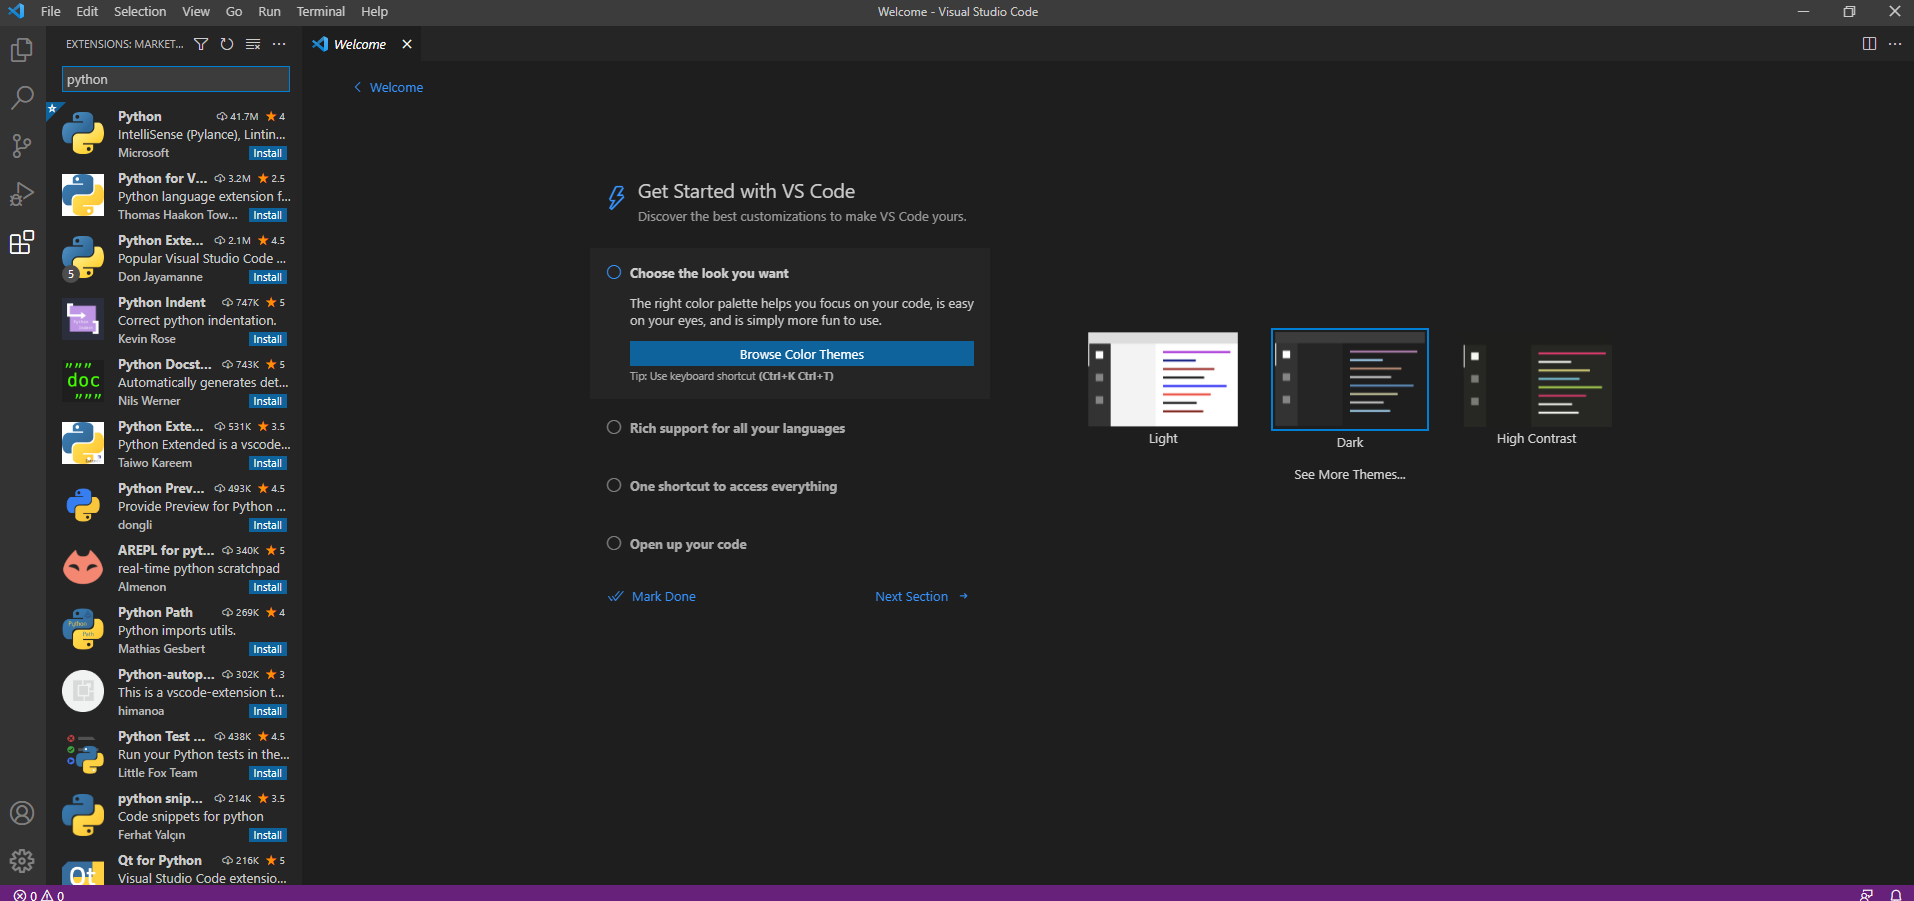 File Edit Selection View Go Run Terminal Help
Welcome - Visual Studio Code
EXTENSIONS: MARKET...
python
Python 41.7M 4
IntelliSense (Pylance), Lintin...
Microsoft Install
Python for V... 3.2M 2.5
Python language extension f...
Thomas Haakon Tow... Install
Python Exte... 2.1M 4.5
Popular Visual Studio Code ...
5
Don Jayamanne Install
Python Indent 747K 5
Correct python indentation.
Kevin Rose Install
Python Docst... 743K 5
""" doc """
Automatically generates det...
Nils Werner Install
Python Exte... 531K 3.5
Python Extended is a vscode...
Taiwo Kareem Install
Python Prev... 493K 4.5
Provide Preview for Python ...
dongli Install
AREPL for pyt... 340K 5
real-time python scratchpad
Almenon Install
Python Path 269K 4
Python
Path
Python imports utils.
Mathias Gesbert Install
Python-autop... 302K 3
This is a vscode-extension t...
himanoa Install
Python Test ... 438K 4.5
Run your Python tests in the...
Little Fox Team Install
python snip... 214K 3.5
Code snippets for python
Ferhat Yalçın Install
Qt for Python 216K 5
Qt
Visual Studio Code extensio...
Welcome
Welcome
Get Started with VS Code
Discover the best customizations to make VS Code yours.
Choose the look you want
The right color palette helps you focus on your code, is easy
on your eyes, and is simply more fun to use.
Browse Color Themes
Tip: Use keyboard shortcut (Ctrl+K Ctrl+T)
Rich support for all your languages
One shortcut to access everything
Open up your code
Mark Done
Next Section
Light
Dark
High Contrast
See More Themes...
0 0